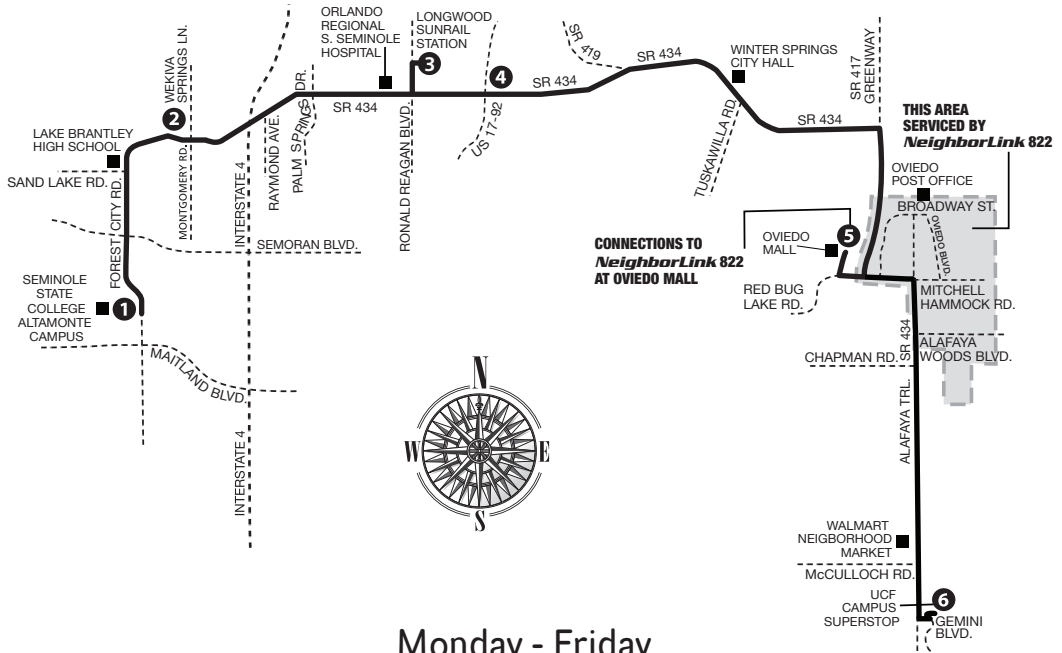 ORLANDO
REGIONAL
S. SEMINOLE
HOSPITAL
LONGWOOD
SUNRAIL
STATION
3
4
SR 419
SR 434
WINTER SPRINGS
CITY HALL
SR 417
GREENWAY
WEKIVA
SPRINGS LN.
2
LAKE BRANTLEY
HIGH SCHOOL
SAND LAKE RD.
FOREST CITY RD.
MONTGOMERY RD.
INTERSTATE 4
RAYMOND AVE.
PALM SPRINGS DR.
SR 434
RONALD REAGAN BLVD.
US 17-92
SR 434
TUSKAWILLA RD.
SR 434
THIS AREA
SERVICED BY
NeighborLink 822
OVIEDO
POST OFFICE
BROADWAY ST.
OVIEDO BLVD.
SEMORAN BLVD.
CONNECTIONS TO
NeighborLink 822
AT OVIEDO MALL
OVIEDO
MALL
5
RED BUG
LAKE RD.
MITCHELL
HAMMOCK RD.
SEMINOLE
STATE
COLLEGE
ALTAMONTE
CAMPUS
1
MAITLAND BLVD.
INTERSTATE 4
SR 434
CHAPMAN RD.
ALAFAYA
WOODS BLVD.
ALAFAYA TRL.
N
W
E
S
WALMART
NEIGBORHOOD
MARKET
McCULLOCH RD.
UCF
CAMPUS
SUPERSTOP
6
GEMINI
BLVD.
Monday - Friday